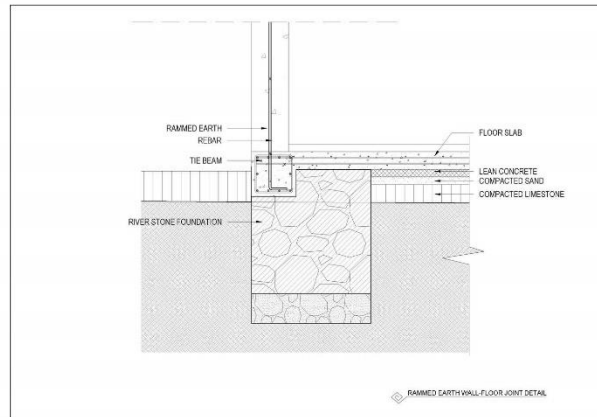 RAMMED EARTH
REBAR
TIE BEAM
RIVER STONE FOUNDATION
FLOOR SLAB
LEAN CONCRETE
COMPACTED SAND
COMPACTED LIMESTONE
RAMMED EARTH WALL-FLOOR JOINT DETAIL